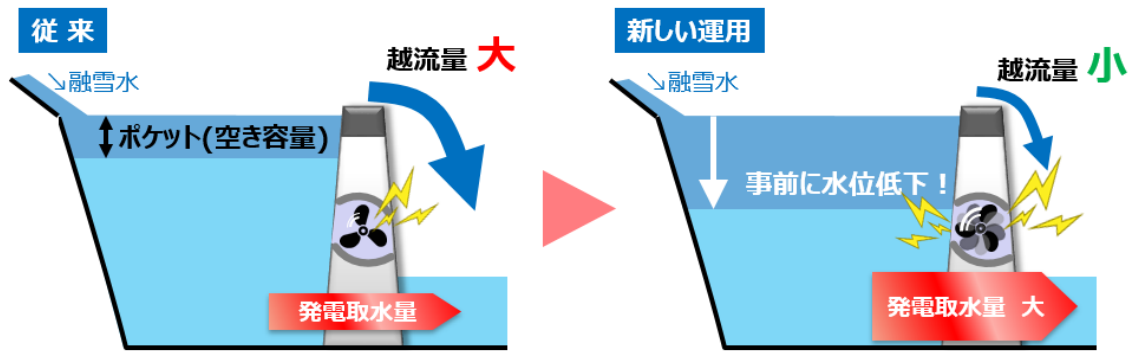 従 来
越流量 大
↘融雪水
ポケット(空き容量)
発電取水量
新しい運用
越流量 小
↘融雪水
事前に水位低下！
発電取水量 大